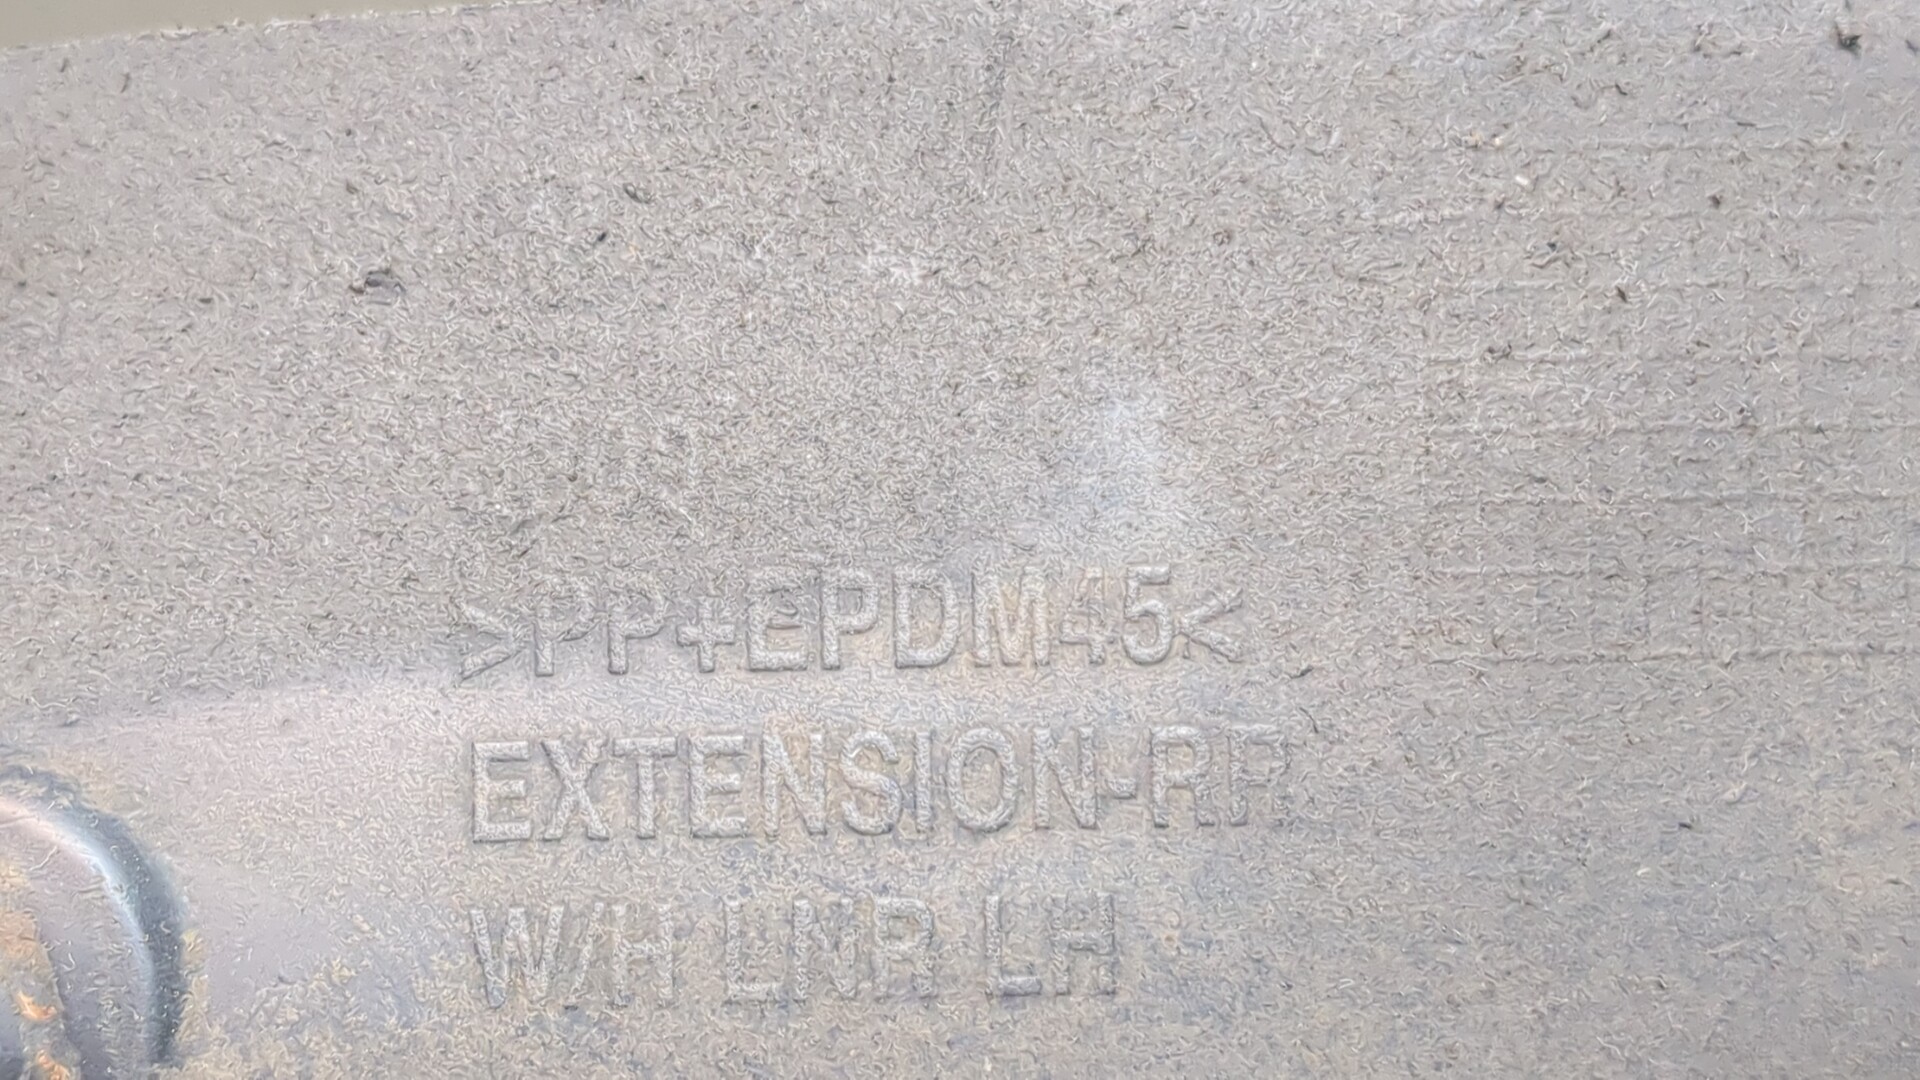 >PP+EPDM45<
EXTENSION-RR
W/H LNR LH